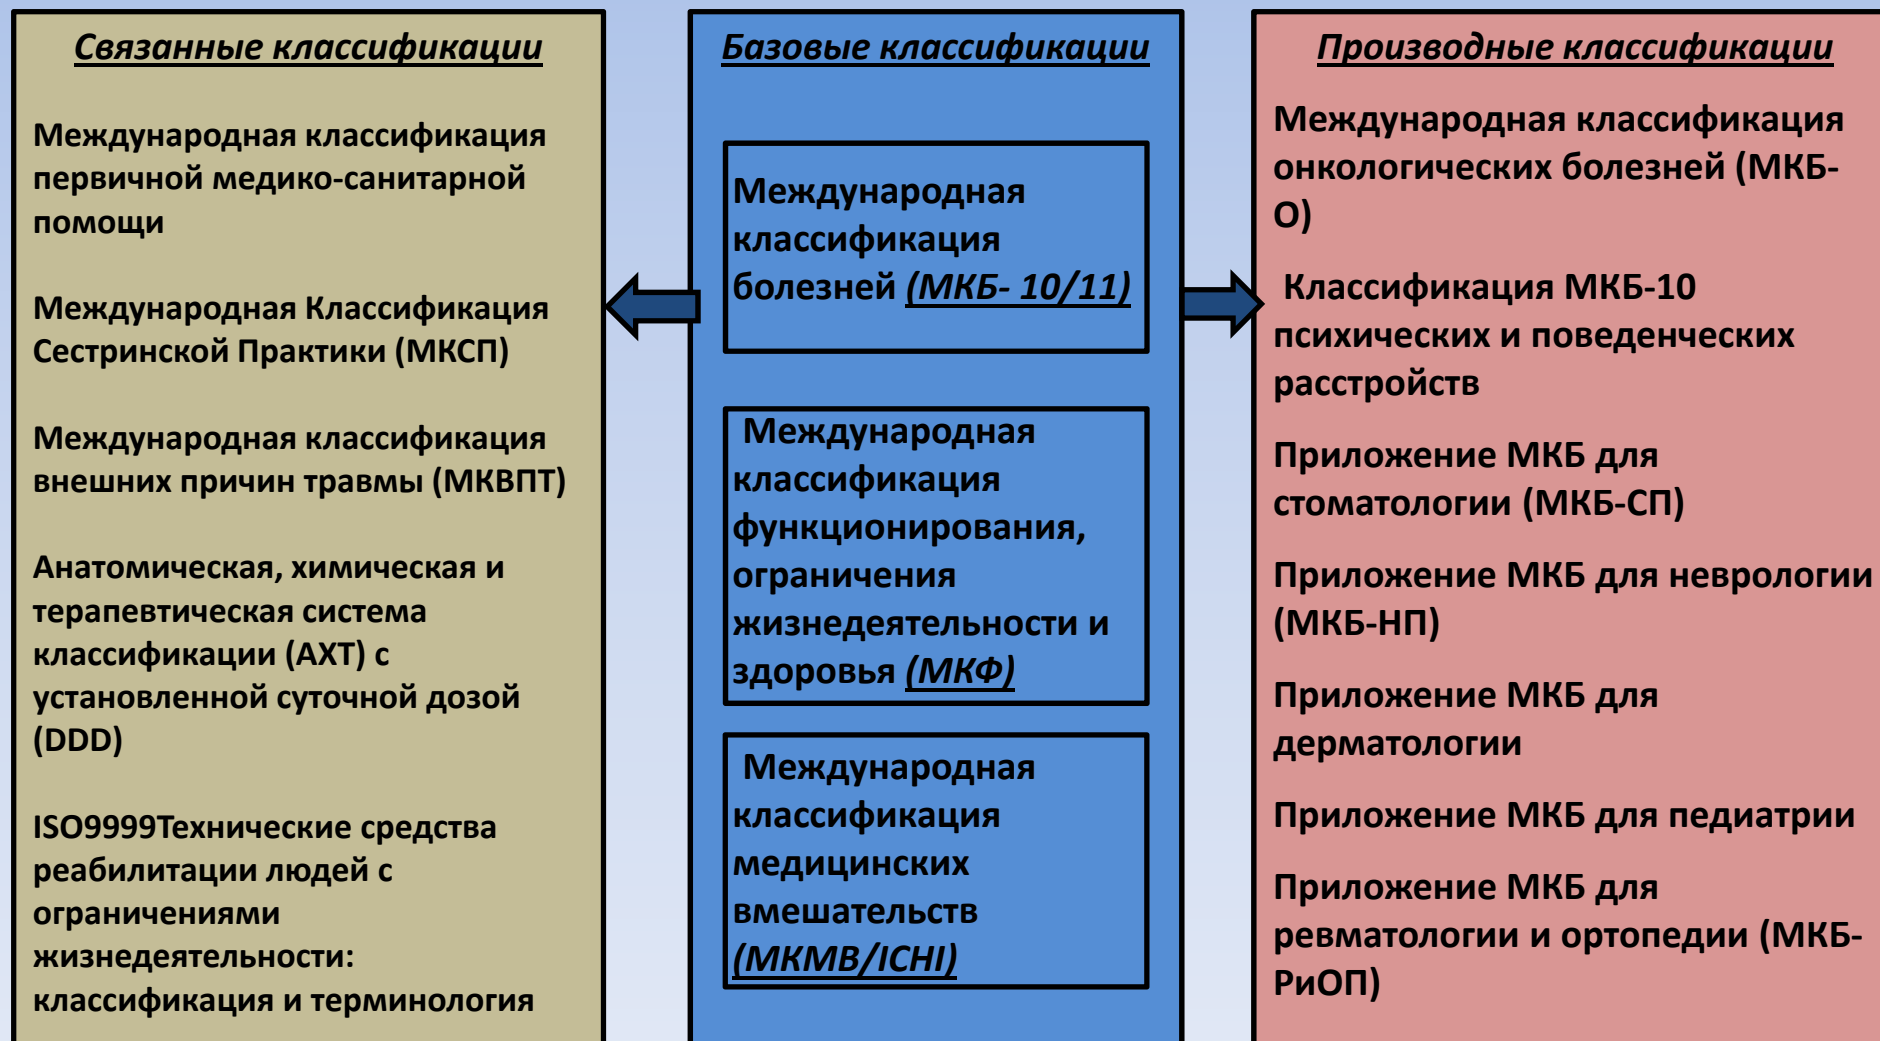 Связанные классификации
Международная классификация
первичной медико-санитарной
помощи
Международная Классификация
Сестринской Практики (МКСП)
Международная классификация
внешних причин травмы (МКВПТ)
Анатомическая, химическая и
терапевтическая система
классификации (АХТ) с
установленной суточной дозой
(DDD)
ISO9999Технические средства
реабилитации людей с
ограничениями
жизнедеятельности:
классификация и терминология
Базовые классификации
Международная
классификация
болезней (МКБ- 10/11)
Международная
классификация
функционирования,
ограничения
жизнедеятельности и
здоровья (МКФ)
Международная
классификация
медицинских
вмешательств
(МКМВ/ICHI)
Производные классификации
Международная классификация
онкологических болезней (МКБ-
О)
Классификация МКБ-10
психических и поведенческих
расстройств
Приложение МКБ для
стоматологии (МКБ-СП)
Приложение МКБ для неврологии
(МКБ-НП)
Приложение МКБ для
дерматологии
Приложение МКБ для педиатрии
Приложение МКБ для
ревматологии и ортопедии (МКБ-
РиОП)